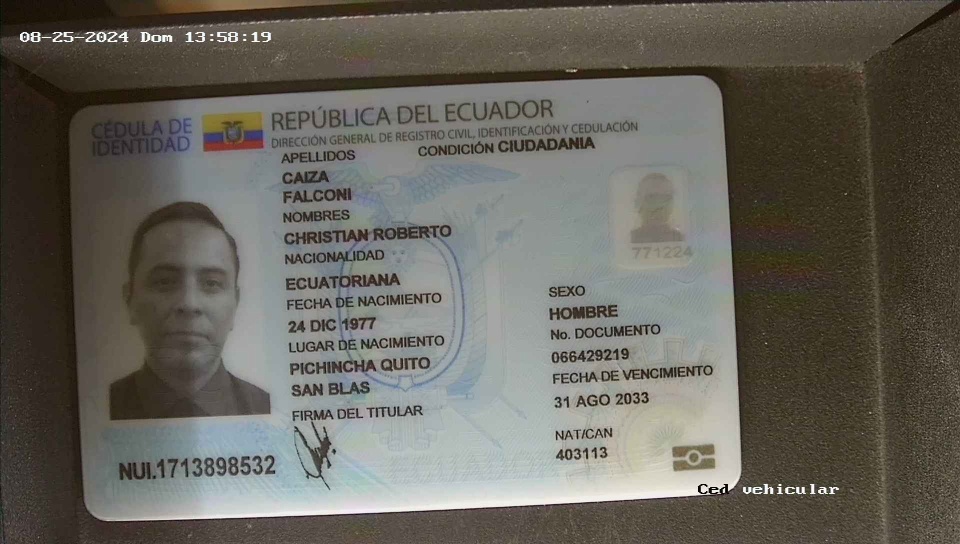 08-25-2024 Dom 13:58:19
CÉDULA DE
IDENTIDAD
REPÚBLICA DEL ECUADOR
DIRECCIÓN GENERAL DE REGISTRO CIVIL, IDENTIFICACIÓN Y CEDULACIÓN
APELLIDOS
CONDICIÓN CIUDADANIA
CAIZA
FALCONI
NOMBRES
CHRISTIAN ROBERTO
NACIONALIDAD
ECUATORIANA
FECHA DE NACIMIENTO
24 DIC 1977
LUGAR DE NACIMIENTO
PICHINCHA QUITO
SAN BLAS
FIRMA DEL TITULAR
NUI.1713898532
771224
SEXO
HOMBRE
No. DOCUMENTO
066429219
FECHA DE VENCIMIENTO
31 AGO 2033
NAT/CAN
403113
Ced vehicular